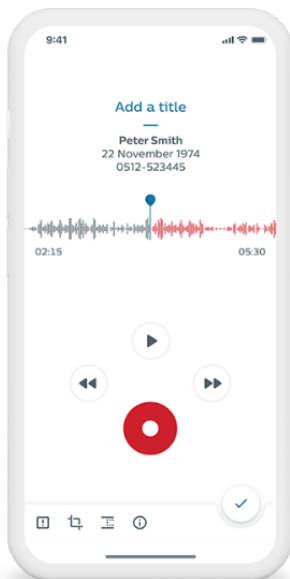 9:41
Add a title
Peter Smith
22 November 1974
0512-523445
02:15 05:30